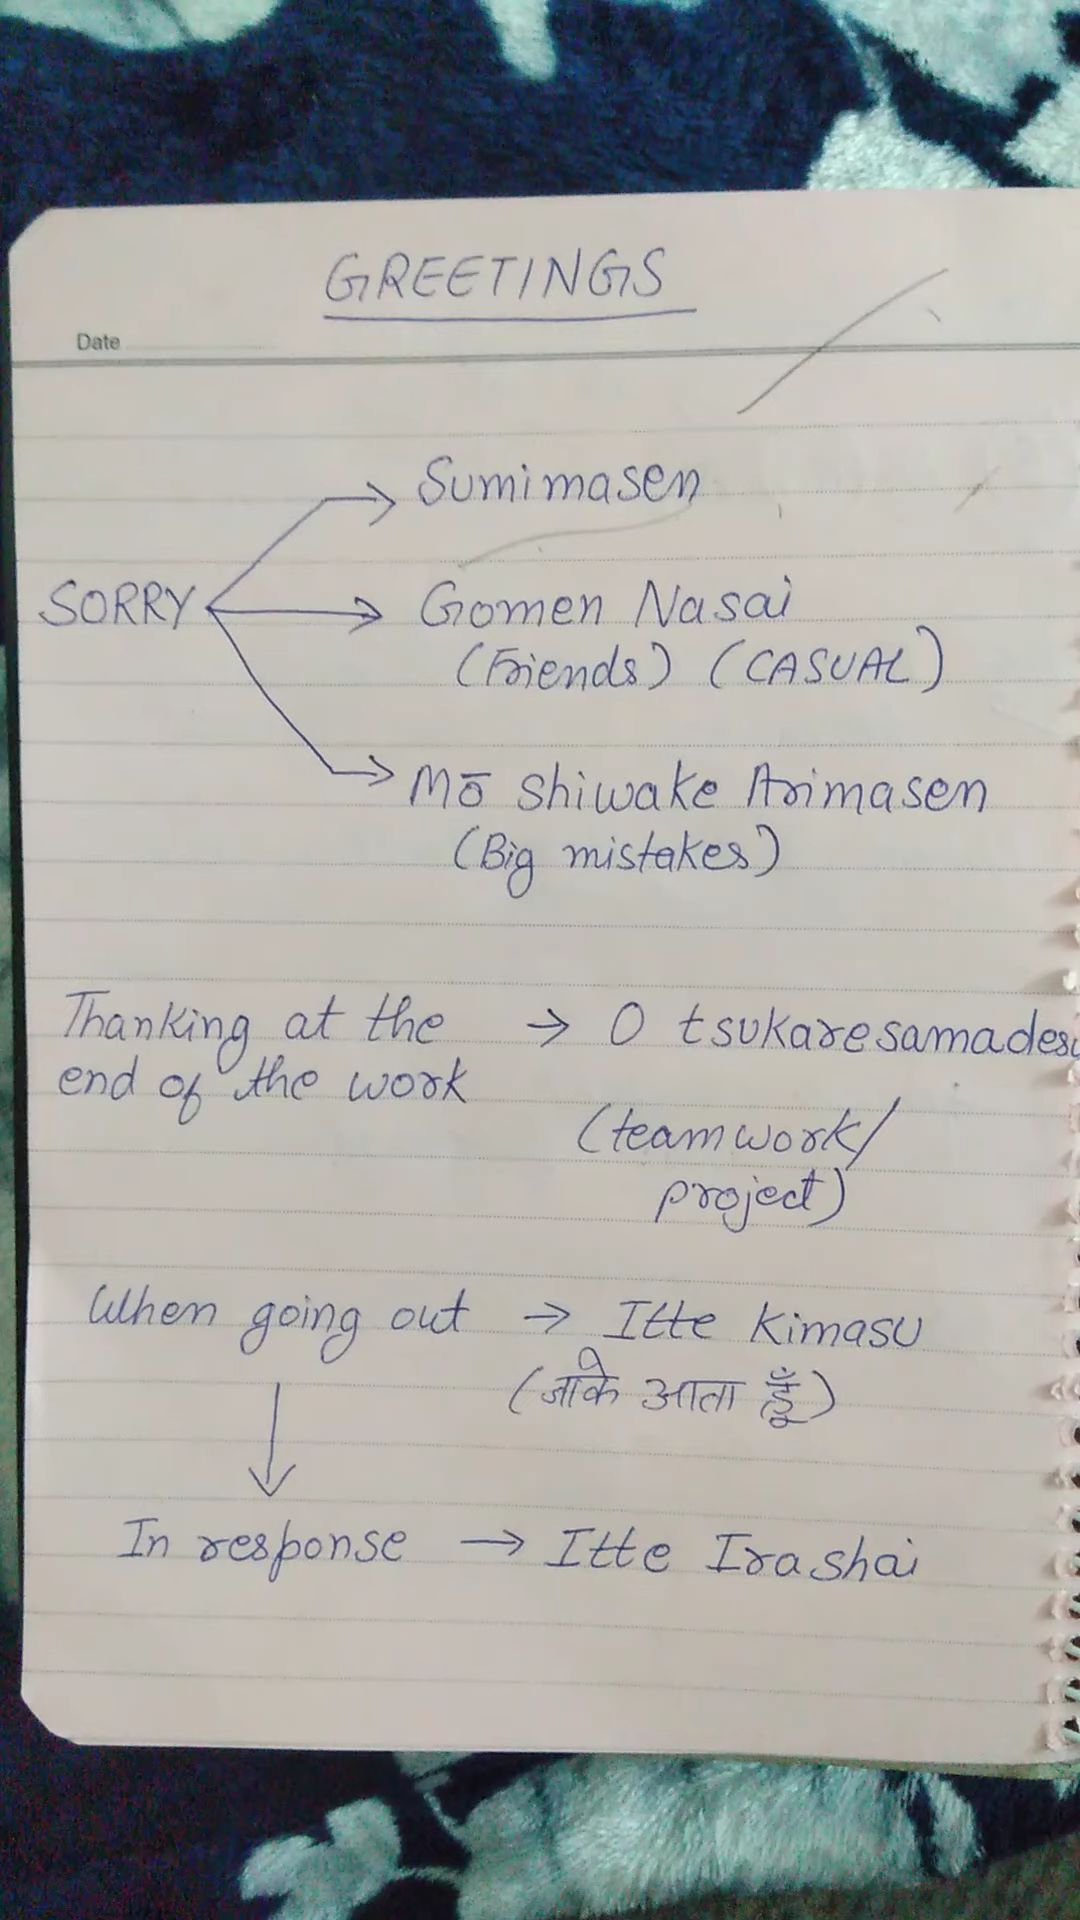 GREETINGS
Date
Sumimasen
SORRY
Gomen Nasai
(Friends) (CASUAL)
Mō shiwake Arimasen
(Big mistakes)
Thanking at the → O tsukaresamadesu
end of the work
(teamwork/
project)
When going out → Itte kimasu
(जाके आता हूँ)
In response → Itte Irashai